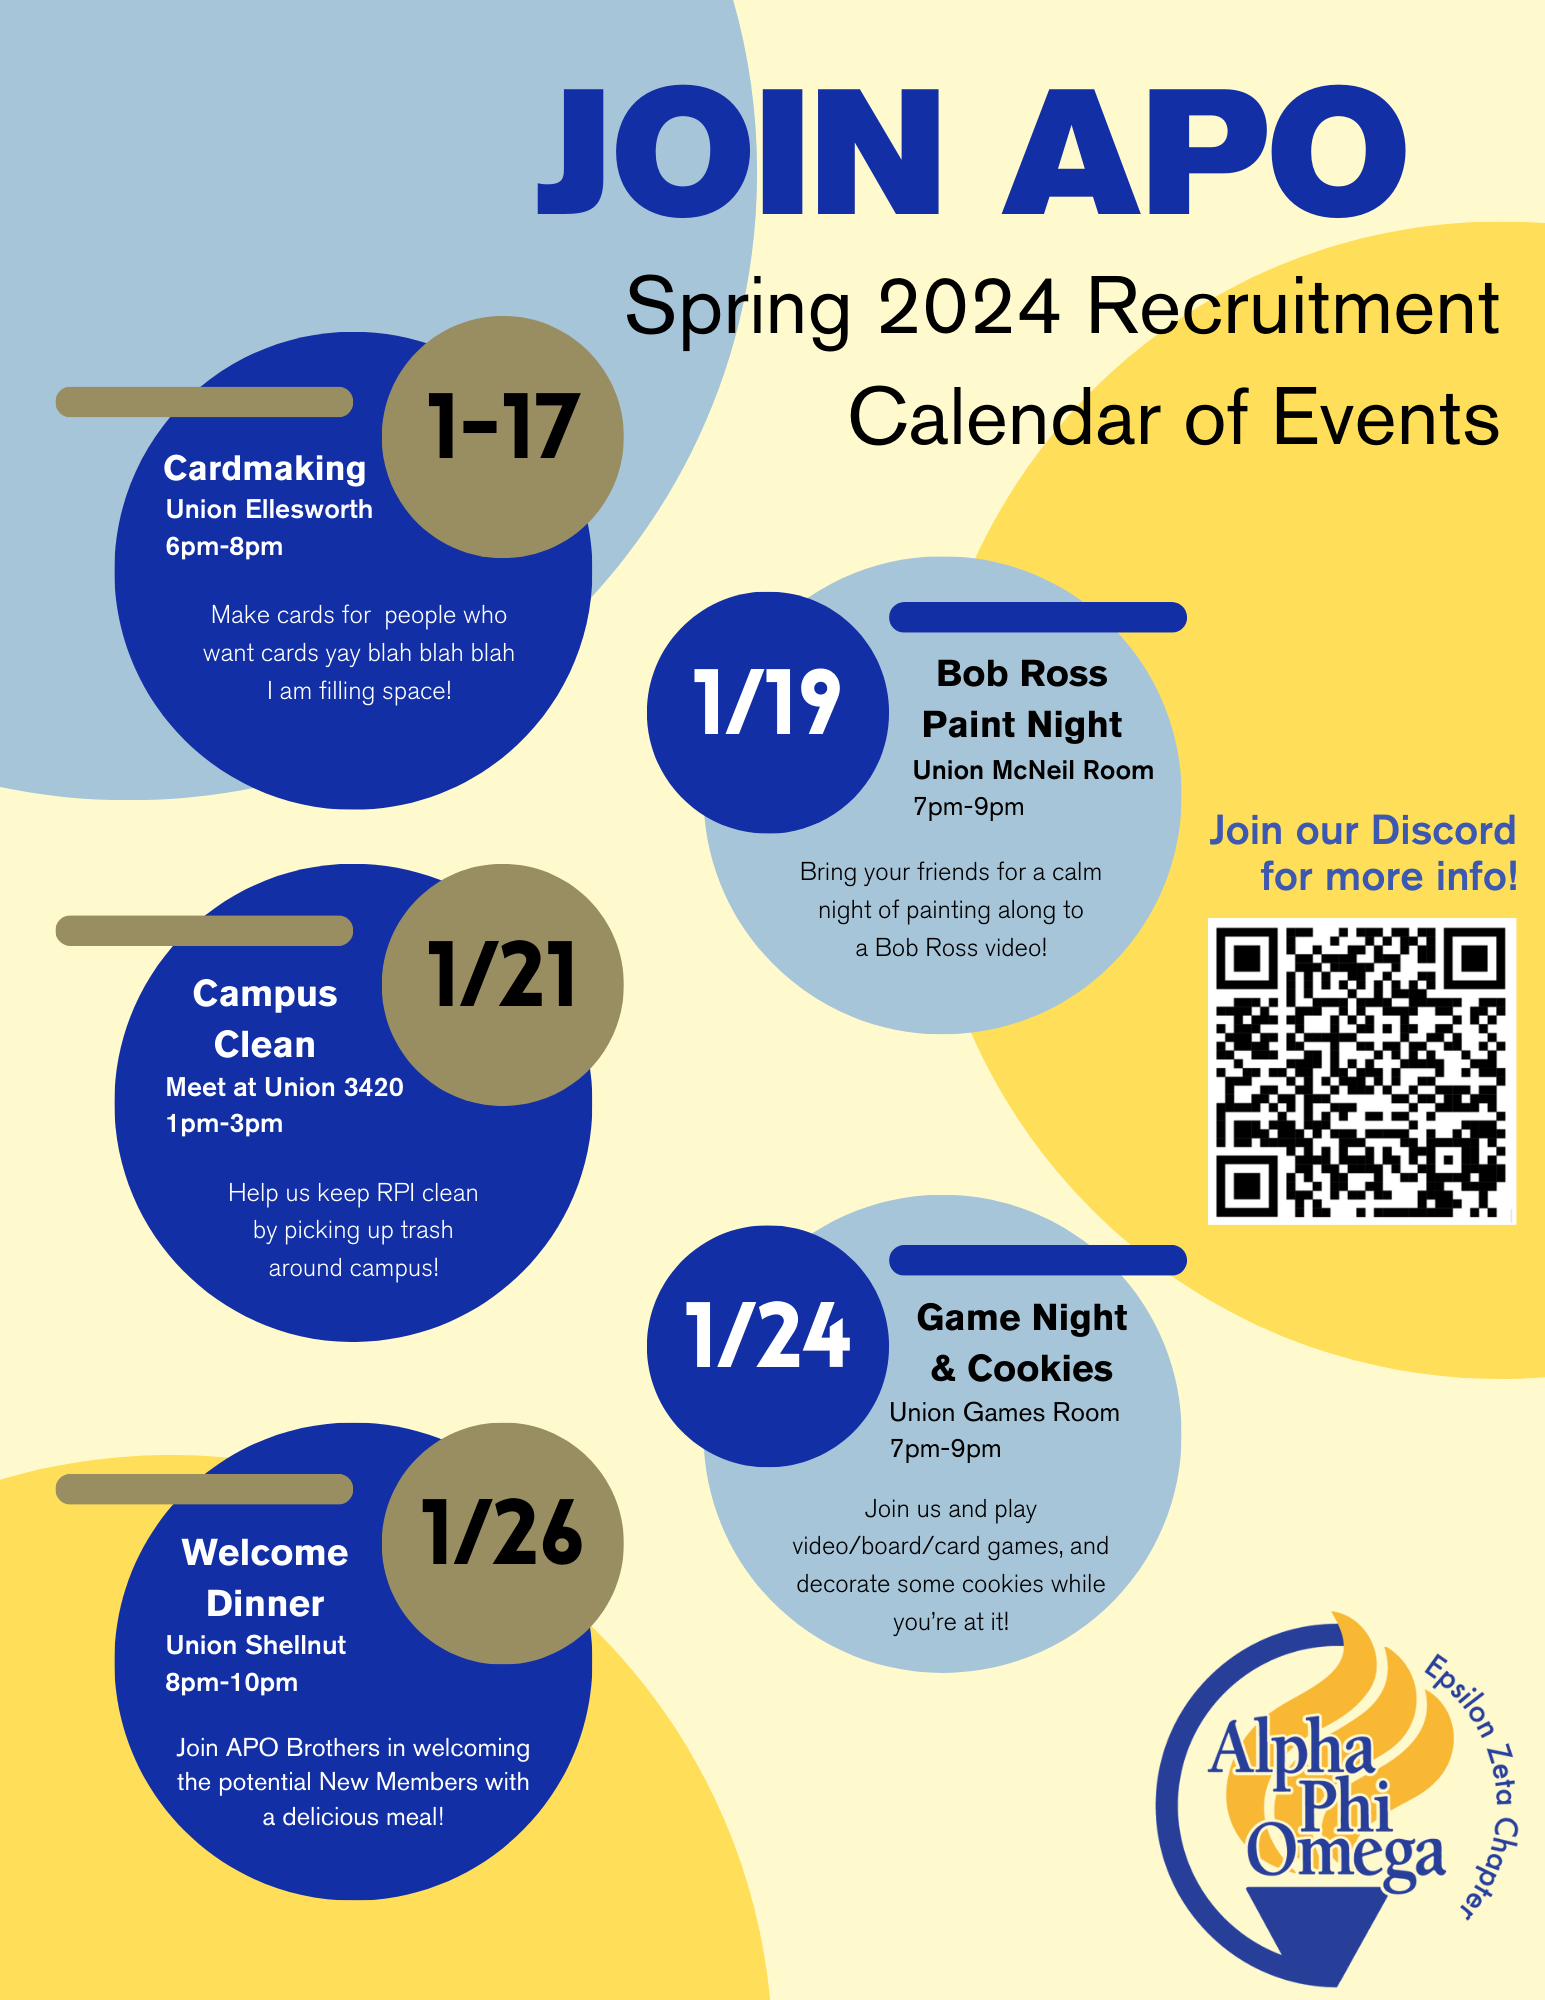 JOIN APO
Spring 2024 Recruitment
Calendar of Events
1-17
Cardmaking
Union Ellesworth
6pm-8pm
Make cards for  people who
want cards yay blah blah blah
I am filling space!
1/19
Bob Ross
Paint Night
Union McNeil Room
7pm-9pm
Bring your friends for a calm
night of painting along to
a Bob Ross video!
Join our Discord
for more info!
1/21
Campus
Clean
Meet at Union 3420
1pm-3pm
Help us keep RPI clean
by picking up trash
around campus!
1/24
Game Night
& Cookies
Union Games Room
7pm-9pm
Join us and play
video/board/card games, and
decorate some cookies while
you're at it!
1/26
Welcome
Dinner
Union Shellnut
8pm-10pm
Join APO Brothers in welcoming
the potential New Members with
a delicious meal!
Alpha
Phi
Omega
Epsilon Zeta Chapter